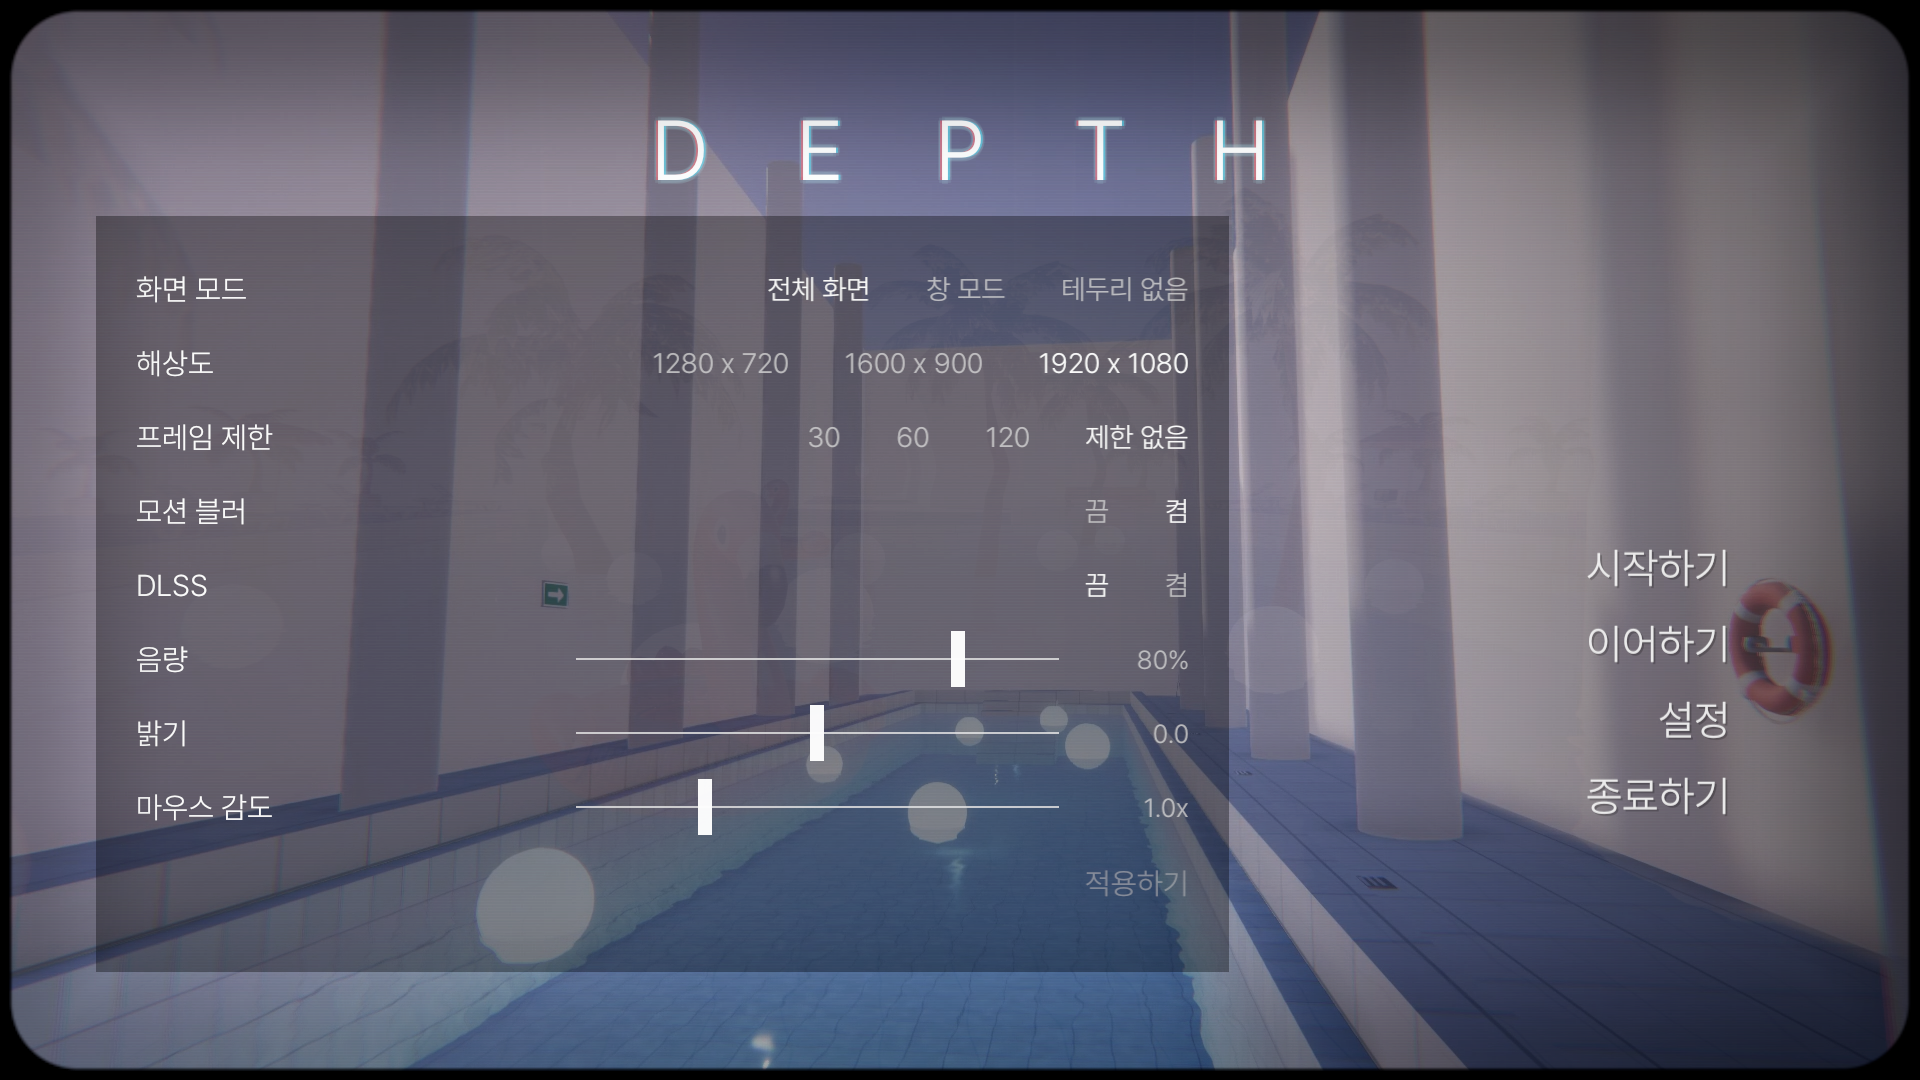 DEPTH
화면 모드 전체 화면 창 모드 테두리 없음
해상도 1280 x 720 1600 x 900 1920 x 1080
프레임 제한 30 60 120 제한 없음
모션 블러 끔 켬
DLSS 끔 켬
음량 80%
밝기 0.0
마우스 감도 1.0x
적용하기
시작하기
이어하기
설정
종료하기